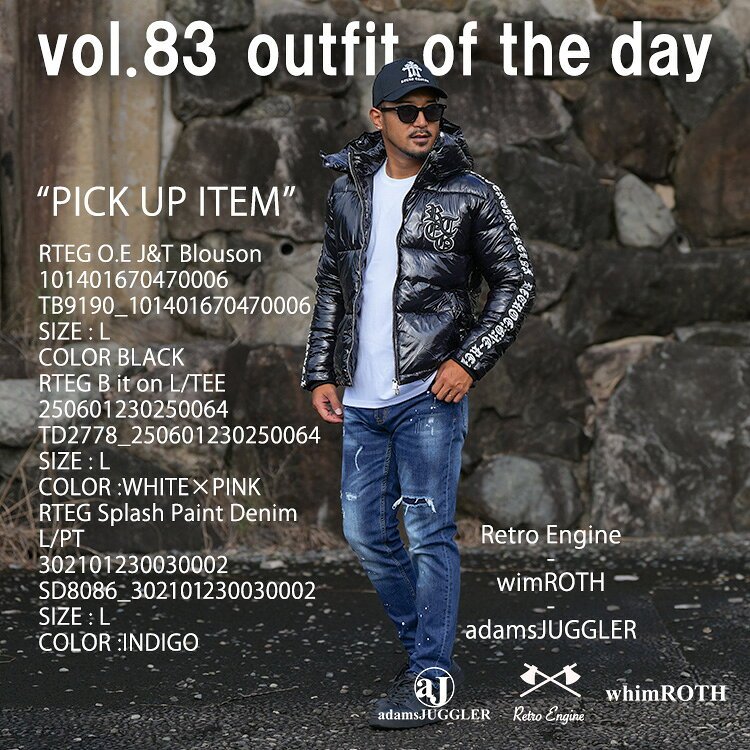 vol.83 outfit of the day
“PICK UP ITEM”
RTEG O.E J&T Blouson
101401670470006
TB9190_101401670470006
SIZE : L
COLOR BLACK
RTEG B it on L/TEE
250601230250064
TD2778_250601230250064
SIZE : L
COLOR :WHITE×PINK
RTEG Splash Paint Denim
L/PT
302101230030002
SD8086_302101230030002
SIZE : L
COLOR :INDIGO
Retro Engine
-
wimROTH
-
adamsJUGGLER
aJ
adamsJUGGLER
Retro Engine
whimROTH